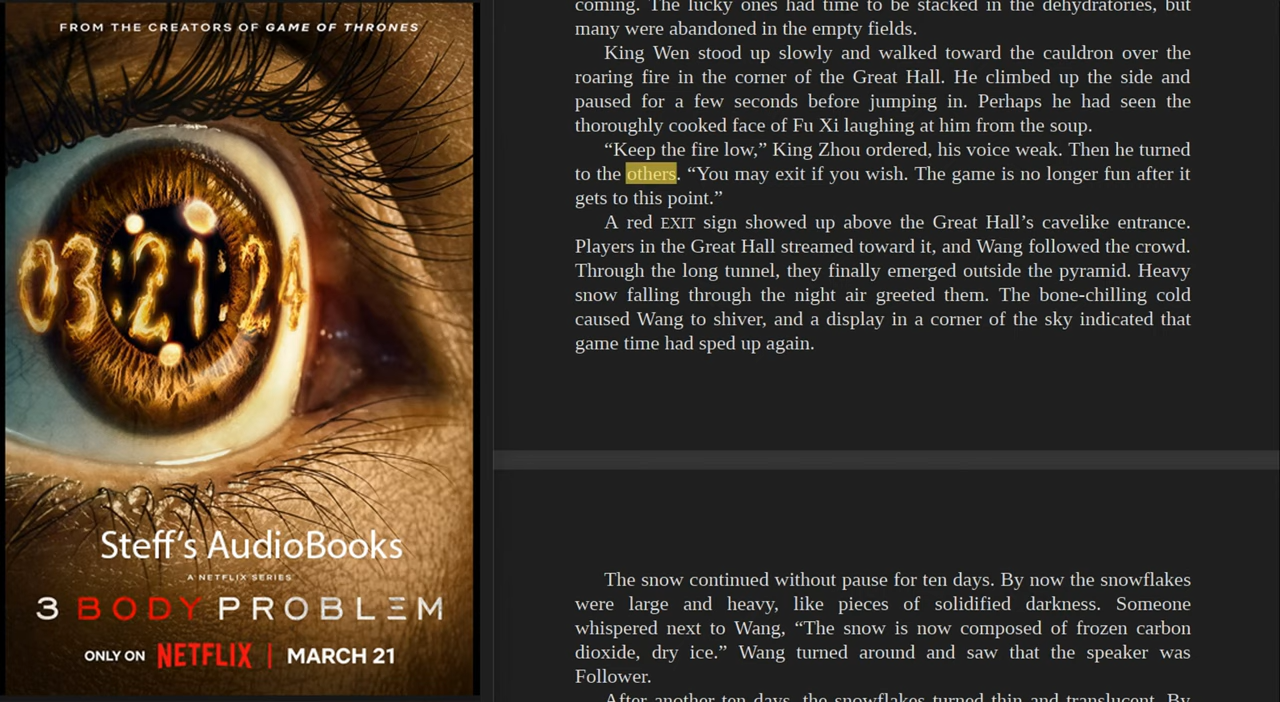 FROM THE CREATORS OF GAME OF THRONES
03:21:24
Steff's AudioBooks
A NETFLIX SERIES
3 BODY PROBLEM
ONLY ON NETFLIX | MARCH 21
coming. The lucky ones had time to be stacked in the dehydratories, but
many were abandoned in the empty fields.
King Wen stood up slowly and walked toward the cauldron over the
roaring fire in the corner of the Great Hall. He climbed up the side and
paused for a few seconds before jumping in. Perhaps he had seen the
thoroughly cooked face of Fu Xi laughing at him from the soup.
“Keep the fire low,” King Zhou ordered, his voice weak. Then he turned
to the others. “You may exit if you wish. The game is no longer fun after it
gets to this point.”
A red EXIT sign showed up above the Great Hall’s cavelike entrance.
Players in the Great Hall streamed toward it, and Wang followed the crowd.
Through the long tunnel, they finally emerged outside the pyramid. Heavy
snow falling through the night air greeted them. The bone-chilling cold
caused Wang to shiver, and a display in a corner of the sky indicated that
game time had sped up again.
The snow continued without pause for ten days. By now the snowflakes
were large and heavy, like pieces of solidified darkness. Someone
whispered next to Wang, “The snow is now composed of frozen carbon
dioxide, dry ice.” Wang turned around and saw that the speaker was
Follower.
After another ten days, the snowflakes turned thin and translucent. By